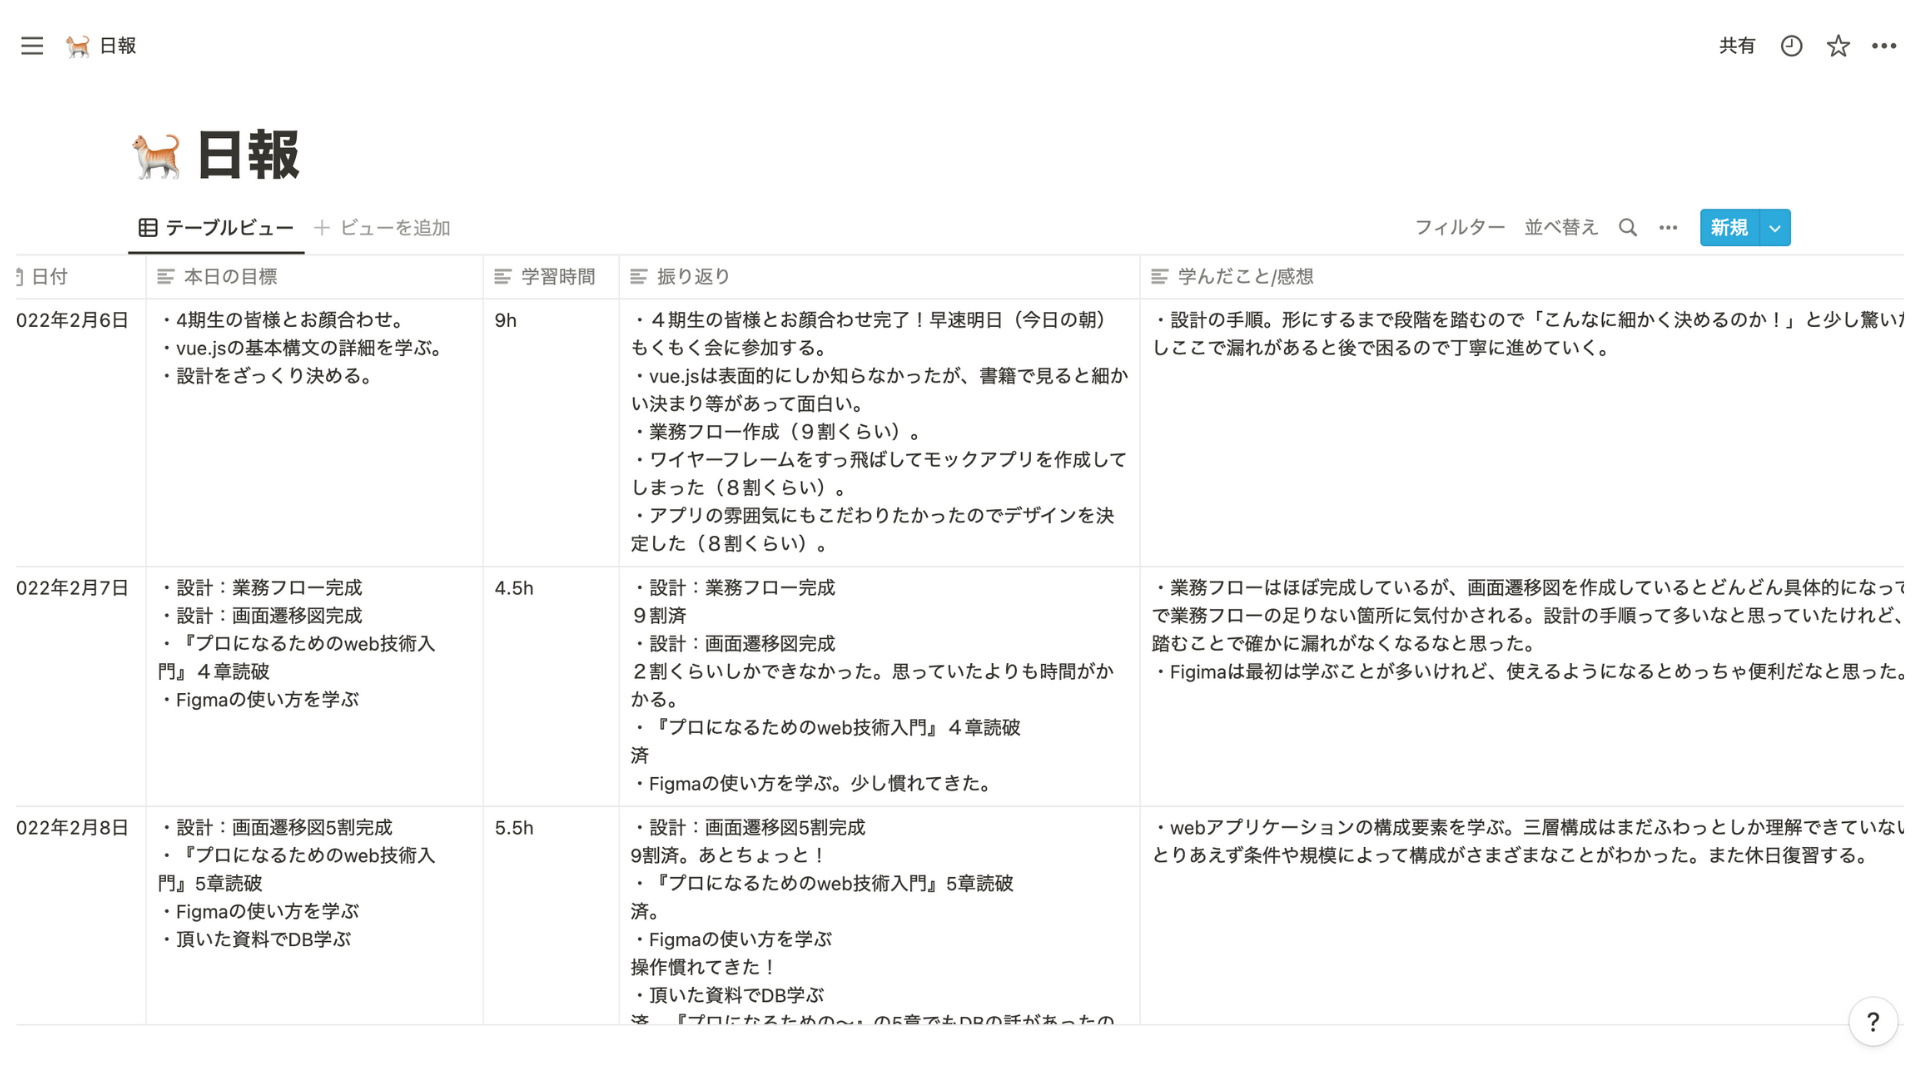 日報
共有
日報
テーブルビュー
ビューを追加
フィルター 並べ替え
新規
日付 本日の目標 学習時間 振り返り 学んだこと/感想
022年2月6日
・4期生の皆様とお顔合わせ。
・vue.jsの基本構文の詳細を学ぶ。
・設計をざっくり決める。
9h
・４期生の皆様とお顔合わせ完了！早速明日（今日の朝）
もくもく会に参加する。
・vue.jsは表面的にしか知らなかったが、書籍で見ると細か
い決まり等があって面白い。
・業務フロー作成（９割くらい）。
・ワイヤーフレームをすっ飛ばしてモックアプリを作成して
しまった（８割くらい）。
・アプリの雰囲気にもこだわりたかったのでデザインを決
定した（８割くらい）。
・設計の手順。形にするまで段階を踏むので「こんなに細かく決めるのか！」と少し驚い
しここで漏れがあると後で困るので丁寧に進めていく。
022年2月7日
・設計：業務フロー完成
・設計：画面遷移図完成
・『プロになるためのweb技術入
門』４章読破
・Figmaの使い方を学ぶ
4.5h
・設計：業務フロー完成
９割済
・設計：画面遷移図完成
２割くらいしかできなかった。思っていたよりも時間がか
かる。
・『プロになるためのweb技術入門』４章読破
済
・Figmaの使い方を学ぶ。少し慣れてきた。
・業務フローはほぼ完成しているが、画面遷移図を作成しているとどんどん具体的になって
で業務フローの足りない箇所に気付かされる。設計の手順って多いなと思っていたけれど、
踏むことで確かに漏れがなくなるなと思った。
・Figimaは最初は学ぶことが多いけれど、使えるようになるとめっちゃ便利だなと思った。
022年2月8日
・設計：画面遷移図5割完成
・『プロになるためのweb技術入
門』5章読破
・Figmaの使い方を学ぶ
・頂いた資料でDB学ぶ
5.5h
・設計：画面遷移図5割完成
9割済。あとちょっと！
・『プロになるためのweb技術入門』5章読破
済。
・Figmaの使い方を学ぶ
操作慣れてきた！
・頂いた資料でDB学ぶ
済。『プロになるための〜』の5章でもDBの話があったの
・webアプリケーションの構成要素を学ぶ。三層構成はまだふわっとしか理解できていない
とりあえず条件や規模によって構成がさまざまなことがわかった。また休日復習する。
?